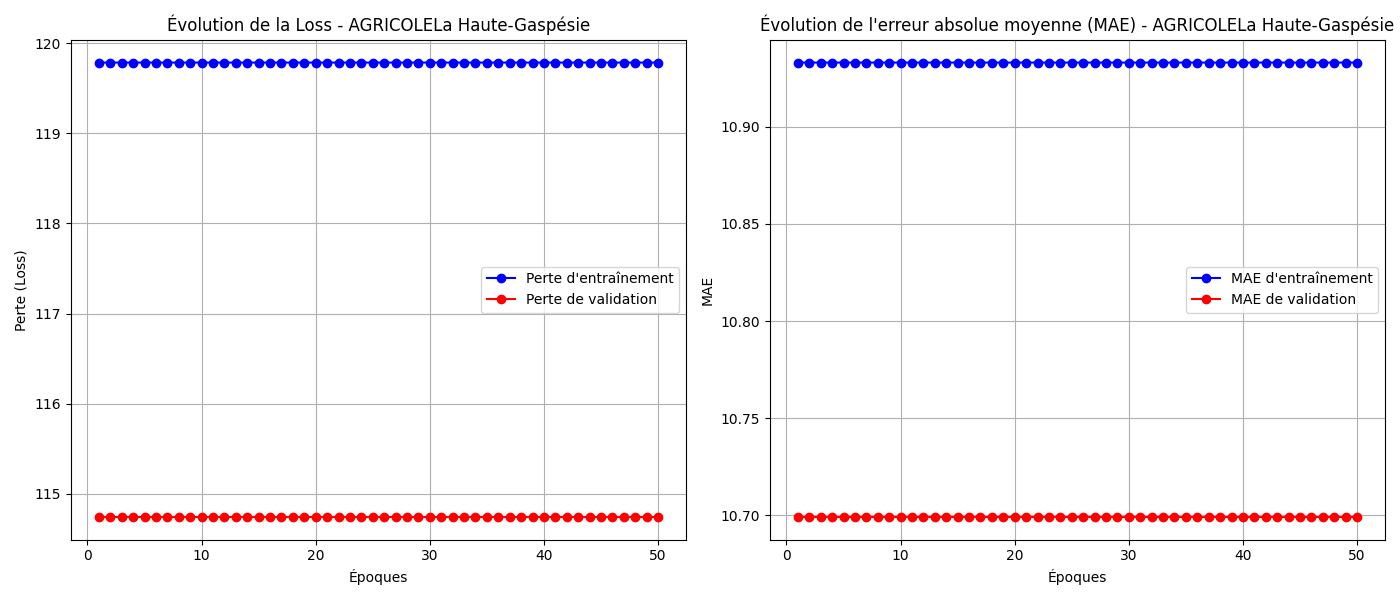 Évolution de la Loss - AGRICOLELa Haute-Gaspésie
120
119
118
117
116
115
Perte (Loss)
0 10 20 30 40 50
Époques
Perte d'entraînement
Perte de validation
Évolution de l'erreur absolue moyenne (MAE) - AGRICOLELa Haute-Gaspésie
10.90
10.85
10.80
10.75
10.70
MAE
0 10 20 30 40 50
Époques
MAE d'entraînement
MAE de validation